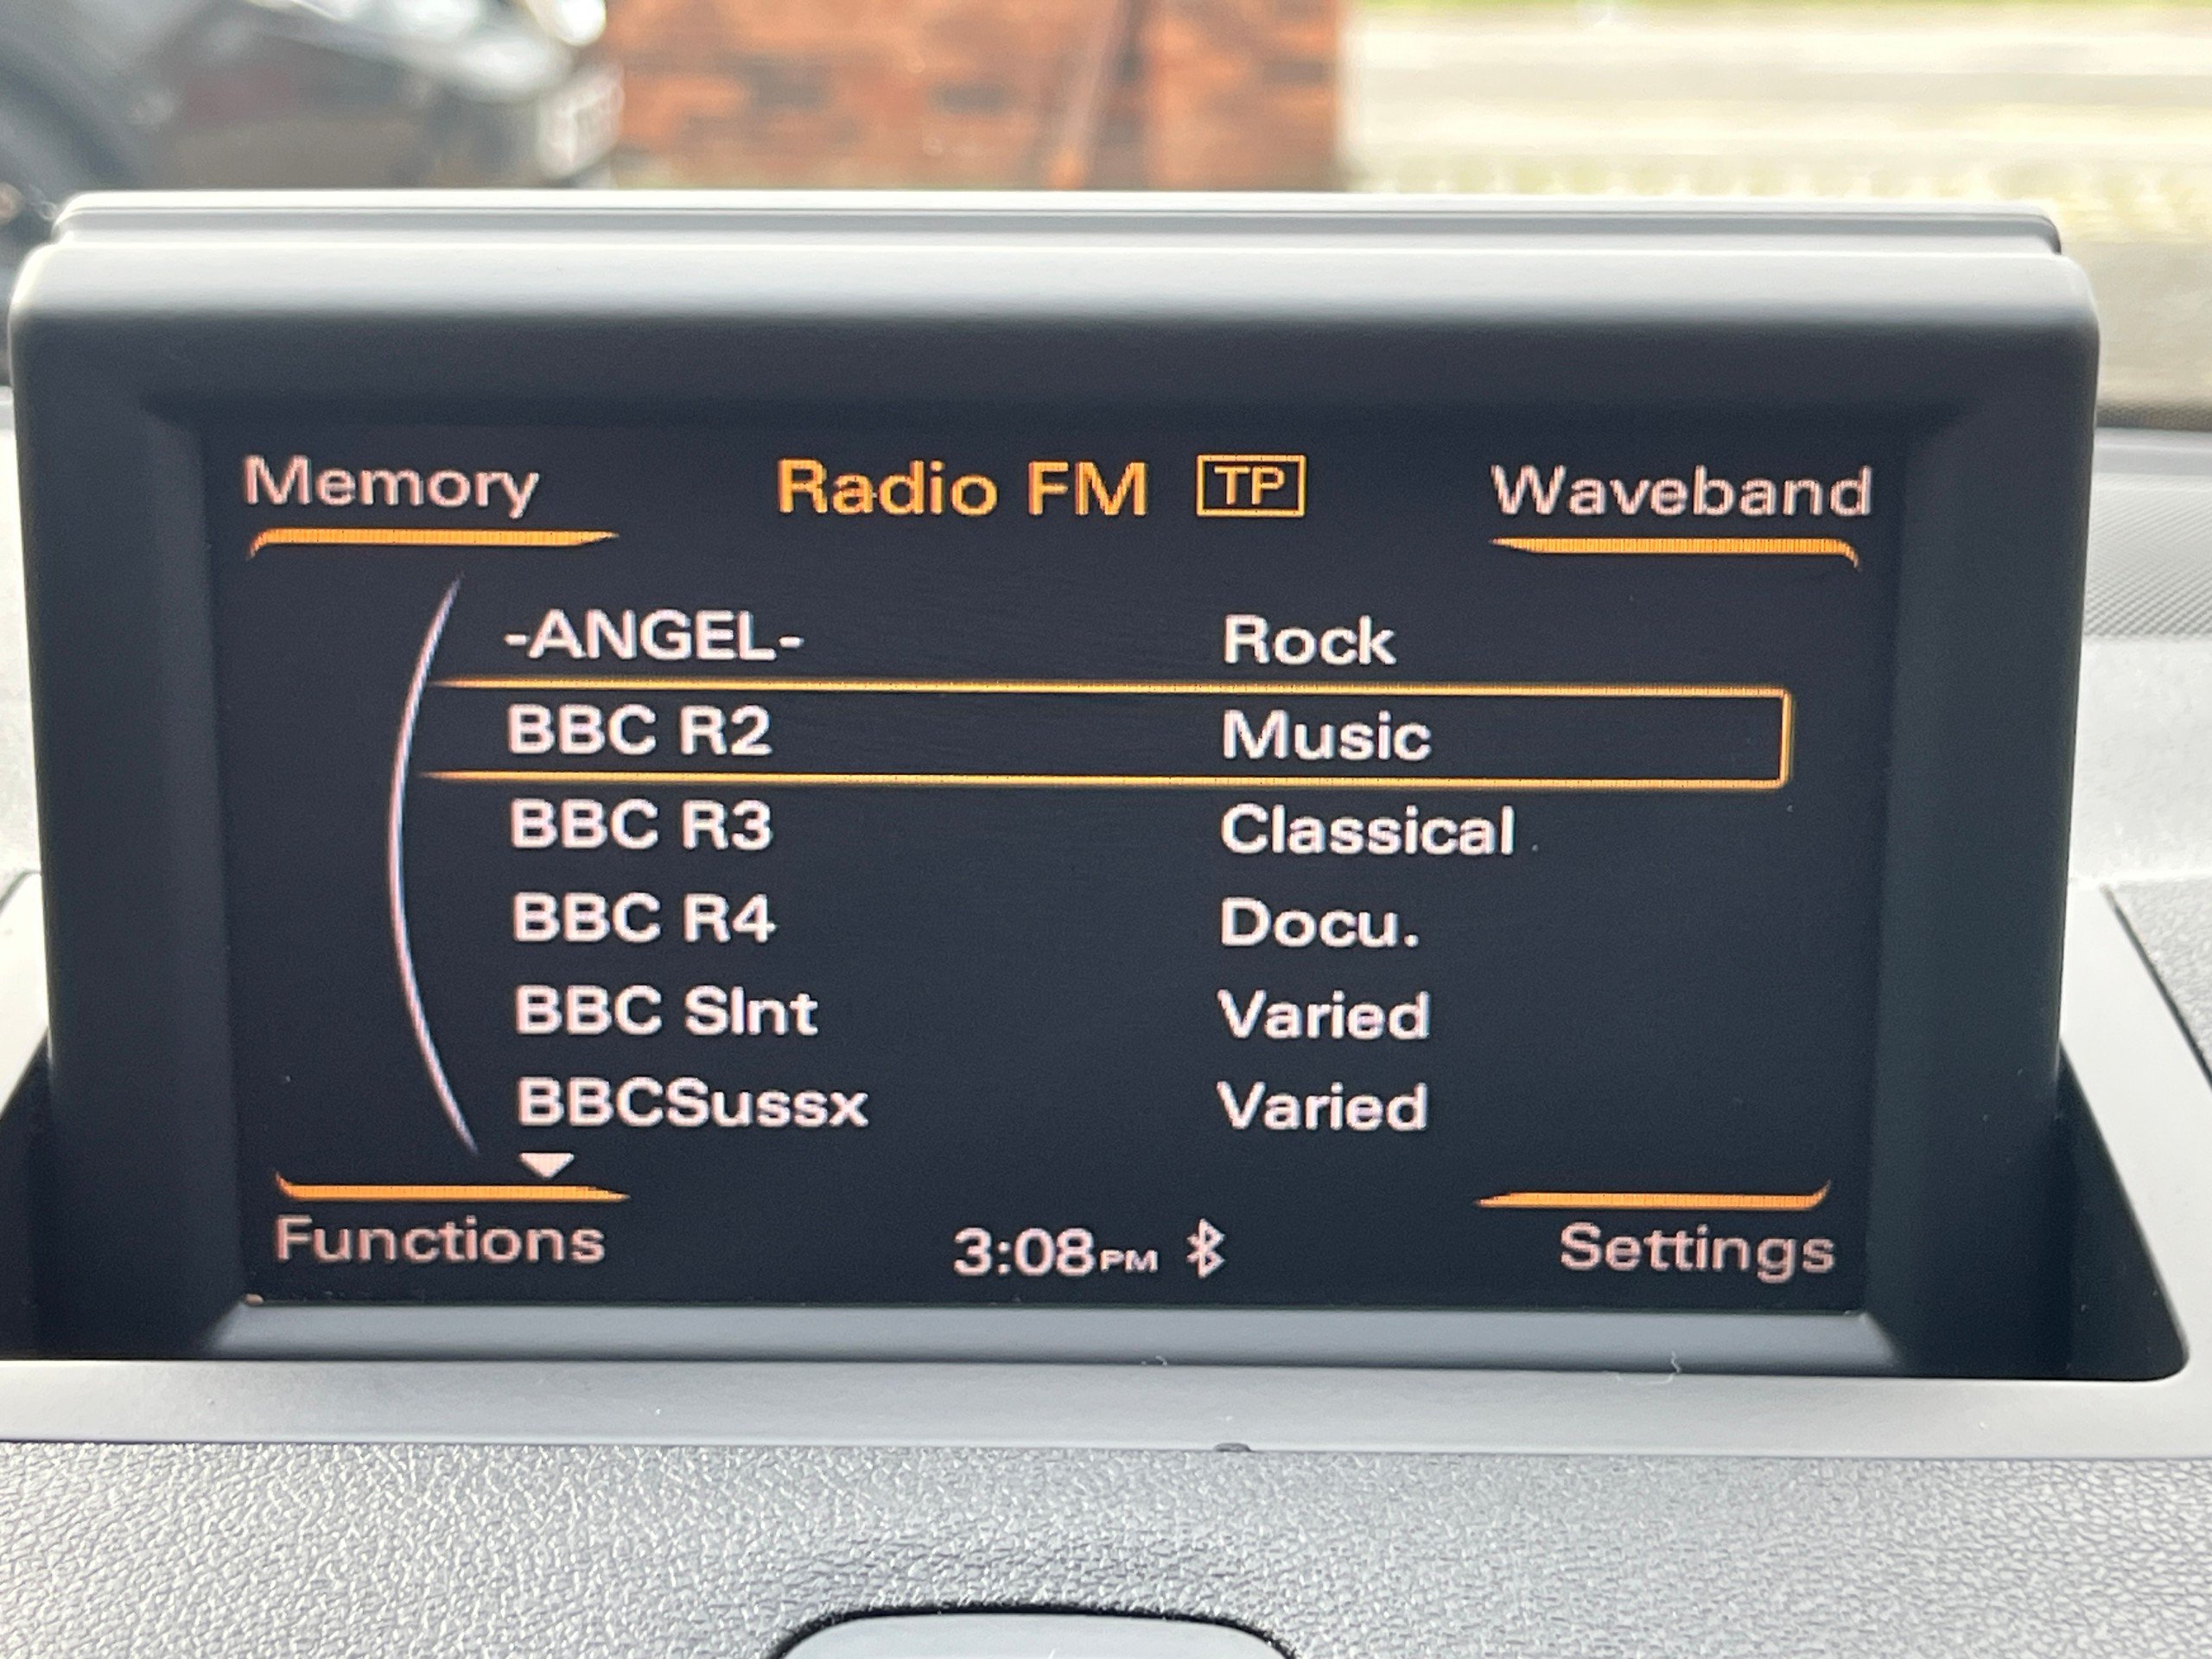 Memory Radio FM TP Waveband
-ANGEL- Rock
BBC R2 Music
BBC R3 Classical
BBC R4 Docu.
BBC SInt Varied
BBCSussx Varied
Functions 3:08PM Settings